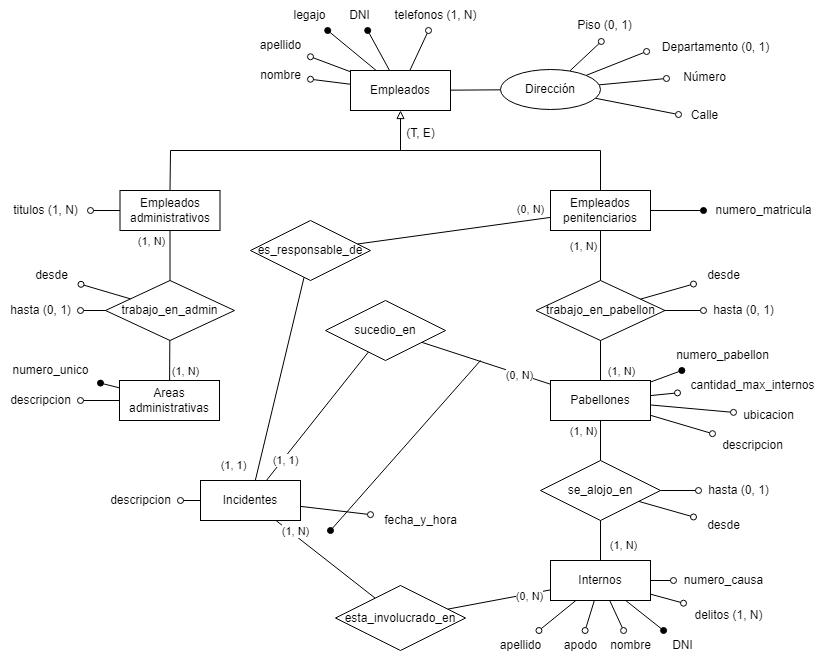 legajo
DNI
telefonos (1, N)
apellido
nombre
Empleados
Dirección
Piso (0, 1)
Departamento (0, 1)
Número
Calle
(T, E)
titulos (1, N)
Empleados
administrativos
(1, N)
es_responsable_de
(0, N)
Empleados
penitenciarios
numero_matricula
(1, N)
desde
hasta (0, 1)
trabajo_en_admin
sucedio_en
trabajo_en_pabellon
desde
hasta (0, 1)
numero_unico
descripcion
(1, N)
Areas
administrativas
(0, N)
(1, N)
Pabellones
numero_pabellon
cantidad_max_internos
ubicacion
descripcion
(1, N)
(1, 1)
(1, 1)
descripcion
Incidentes
fecha_y_hora
(1, N)
se_alojo_en
hasta (0, 1)
desde
(1, N)
esta_involucrado_en
(0, N)
Internos
numero_causa
delitos (1, N)
apellido
apodo
nombre
DNI